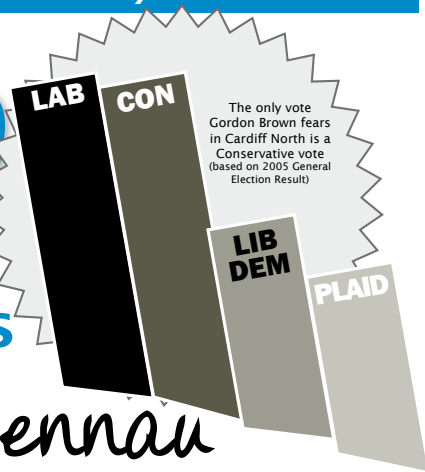 LAB
CON
The only vote
Gordon Brown fears
in Cardiff North is a
Conservative vote
(based on 2005 General
Election Result)
LIB
DEM
PLAID
s
ennau